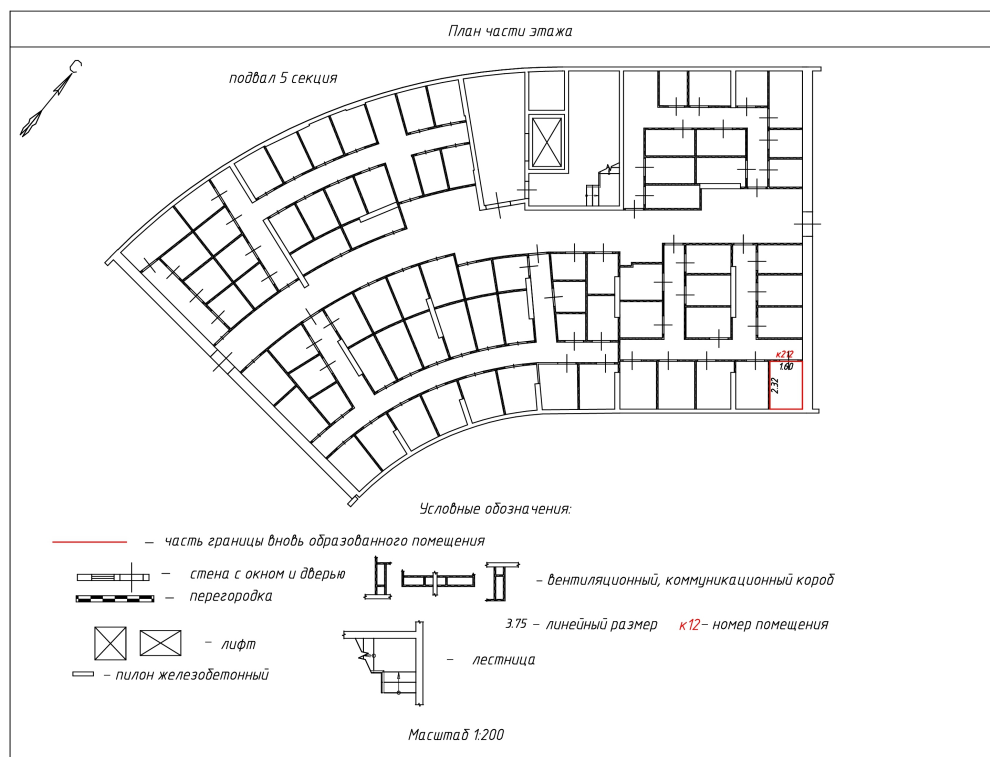 План части этажа
С
подвал 5 секция
к212
1.60
2.32
Условные обозначения:
— часть границы вновь образованного помещения
— стена с окном и дверью
— перегородка
— вентиляционный, коммуникационный короб
3.75 — линейный размер к12 — номер помещения
— лифт
— лестница
— пилон железобетонный
Масштаб 1:200